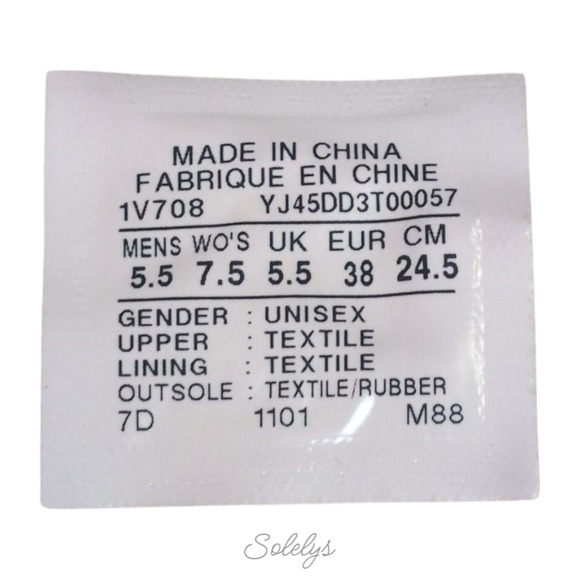 MADE IN CHINA
FABRIQUE EN CHINE
1V708 YJ45DD3T00057
MENS WO'S UK EUR CM
5.5 7.5 5.5 38 24.5
GENDER : UNISEX
UPPER : TEXTILE
LINING : TEXTILE
OUTSOLE : TEXTILE/RUBBER
7D 1101 M88
Solelys